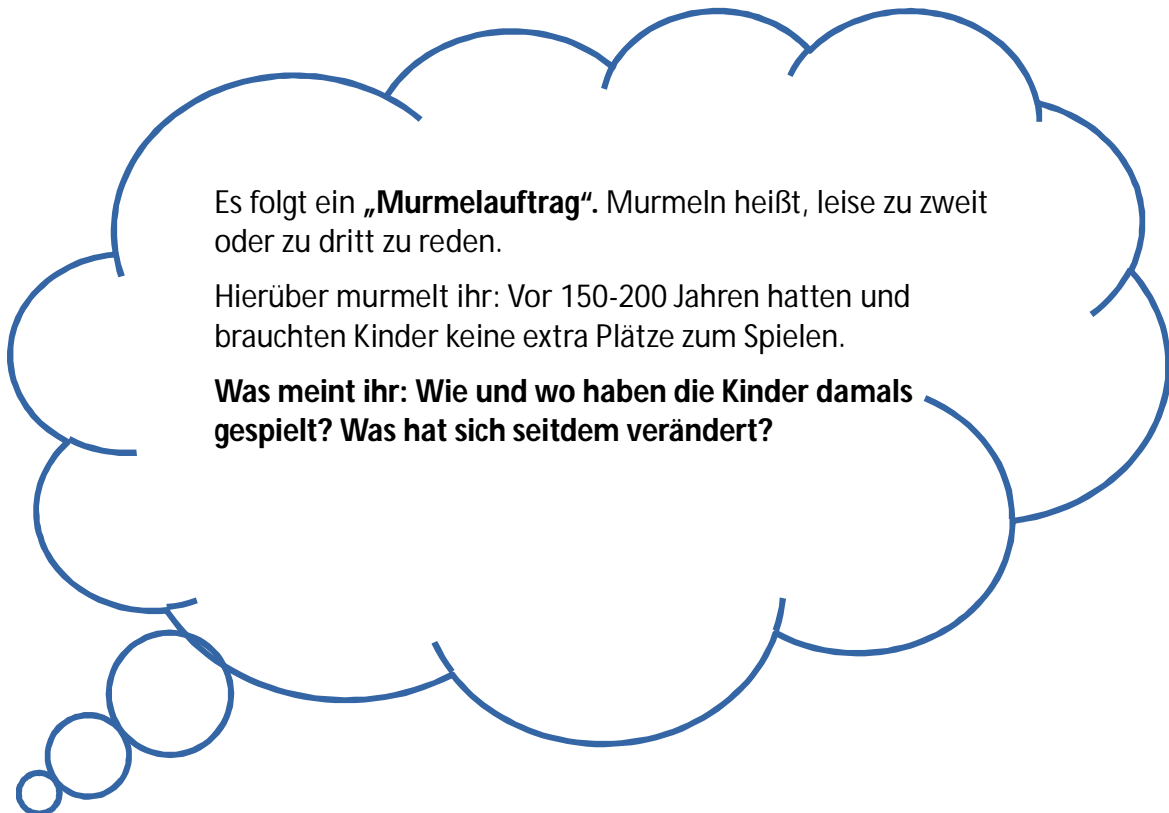 Es folgt ein „Murmelauftrag“. Murmeln heißt, leise zu zweit
oder zu dritt zu reden.
Hierüber murmelt ihr: Vor 150-200 Jahren hatten und
brauchten Kinder keine extra Plätze zum Spielen.
Was meint ihr: Wie und wo haben die Kinder damals
gespielt? Was hat sich seitdem verändert?